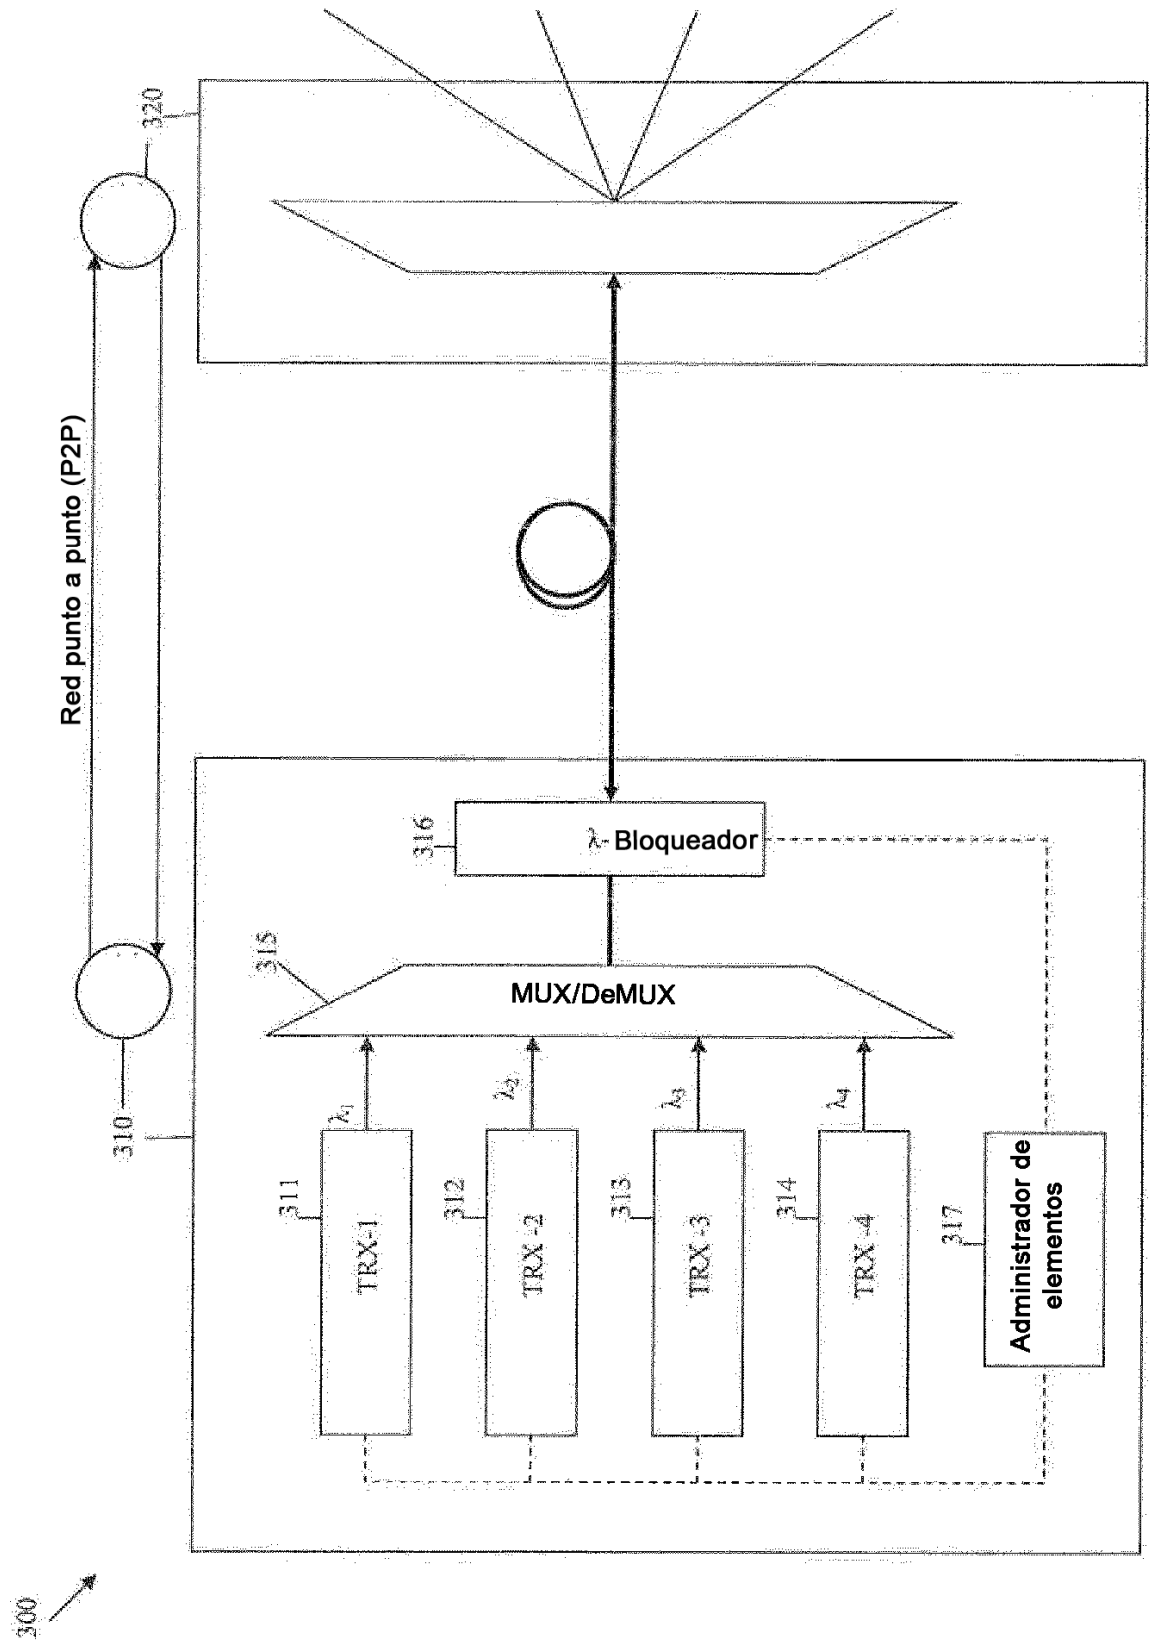 320
Red punto a punto (P2P)
316
λ- Bloqueador
315
MUX/DeMUX
310
λ1
λ2
λ3
λ4
311
TRX-1
312
TRX -2
313
TRX -3
314
TRX -4
317
Administrador de
elementos
300